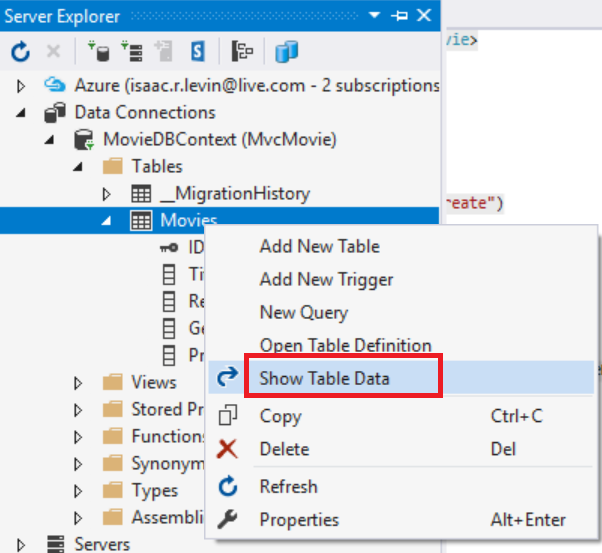 Server Explorer
vie>
Azure (isaac.r.levin@live.com - 2 subscriptions
Data Connections
MovieDBContext (MvcMovie)
Tables
__MigrationHistory
reate")
Movies
ID
Add New Table
Ti
Add New Trigger
Re
New Query
Ge
Open Table Definition
Pr
Show Table Data
Views
Stored Pr
Copy Ctrl+C
Functions
Delete Del
Synonym
Types
Refresh
Assembli
Properties Alt+Enter
Servers